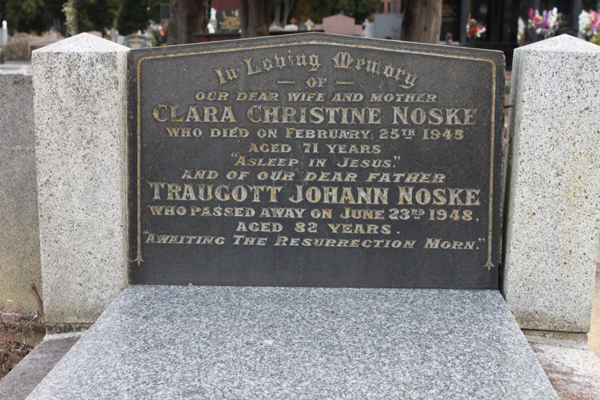 In Loving Memory
— OF —
OUR DEAR WIFE AND MOTHER
CLARA CHRISTINE NOSKE
WHO DIED ON FEBRUARY, 25TH 1945
AGED 71 YEARS
"ASLEEP IN JESUS."
AND OF OUR DEAR FATHER
TRAUGOTT JOHANN NOSKE
WHO PASSED AWAY ON JUNE 23RD 1948,
AGED 82 YEARS.
"AWAITING THE RESURRECTION MORN."